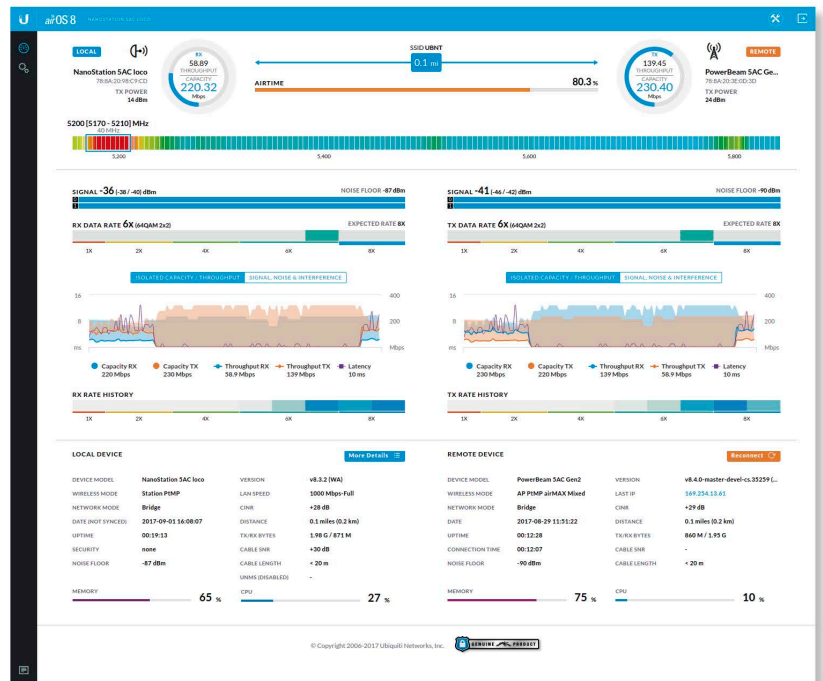 U airOS 8 NANOSTATION 5AC LOCO
LOCAL
NanoStation 5AC loco
78:8A:20:98:C9:CD
TX POWER
14 dBm
RX
58.89
THROUGHPUT
CAPACITY
220.32
Mbps
SSID UBNT
0.1 mi
AIRTIME 80.3 %
TX
139.45
THROUGHPUT
CAPACITY
230.40
Mbps
REMOTE
PowerBeam 5AC Ge...
78:8A:20:3E:0D:3D
TX POWER
24 dBm
5200 [5170 - 5210] MHz
40 MHz
5,200 5,400 5,600 5,800
SIGNAL -36 (-38 / -40) dBm NOISE FLOOR -87 dBm
0
1
RX DATA RATE 6X (64QAM 2x2) EXPECTED RATE 8X
1X 2X 4X 6X 8X
ISOLATED CAPACITY / THROUGHPUT SIGNAL, NOISE & INTERFERENCE
16 400
8 200
ms Mbps
Capacity RX Capacity TX Throughput RX Throughput TX Latency
220 Mbps 230 Mbps 58.9 Mbps 139 Mbps 10 ms
RX RATE HISTORY
1X 2X 4X 6X 8X
SIGNAL -41 (-46 / -42) dBm NOISE FLOOR -90 dBm
0
1
TX DATA RATE 6X (64QAM 2x2) EXPECTED RATE 8X
1X 2X 4X 6X 8X
ISOLATED CAPACITY / THROUGHPUT SIGNAL, NOISE & INTERFERENCE
16 400
8 200
ms Mbps
Capacity TX Capacity RX Throughput RX Throughput TX Latency
230 Mbps 220 Mbps 139 Mbps 58.9 Mbps 10 ms
TX RATE HISTORY
1X 2X 4X 6X 8X
LOCAL DEVICE More Details
DEVICE MODEL NanoStation 5AC loco VERSION v8.3.2 (WA)
WIRELESS MODE Station PtMP LAN SPEED 1000 Mbps-Full
NETWORK MODE Bridge CINR +28 dB
DATE (NOT SYNCED) 2017-09-01 16:08:07 DISTANCE 0.1 miles (0.2 km)
UPTIME 00:19:13 TX/RX BYTES 1.98 G / 871 M
SECURITY none CABLE SNR +30 dB
NOISE FLOOR -87 dBm CABLE LENGTH < 20 m
UNMS (DISABLED) -
MEMORY 65 % CPU 27 %
REMOTE DEVICE Reconnect
DEVICE MODEL PowerBeam 5AC Gen2 VERSION v8.4.0-master-devel-cs.35259 (...
WIRELESS MODE AP PtMP airMAX Mixed LAST IP 169.254.13.61
NETWORK MODE Bridge CINR +29 dB
DATE 2017-08-29 11:51:22 DISTANCE 0.1 miles (0.2 km)
UPTIME 00:12:28 TX/RX BYTES 860 M / 1.95 G
CONNECTION TIME 00:12:07 CABLE SNR -
NOISE FLOOR -90 dBm CABLE LENGTH < 20 m
MEMORY 75 % CPU 10 %
© Copyright 2006-2017 Ubiquiti Networks, Inc. GENUINE PRODUCT